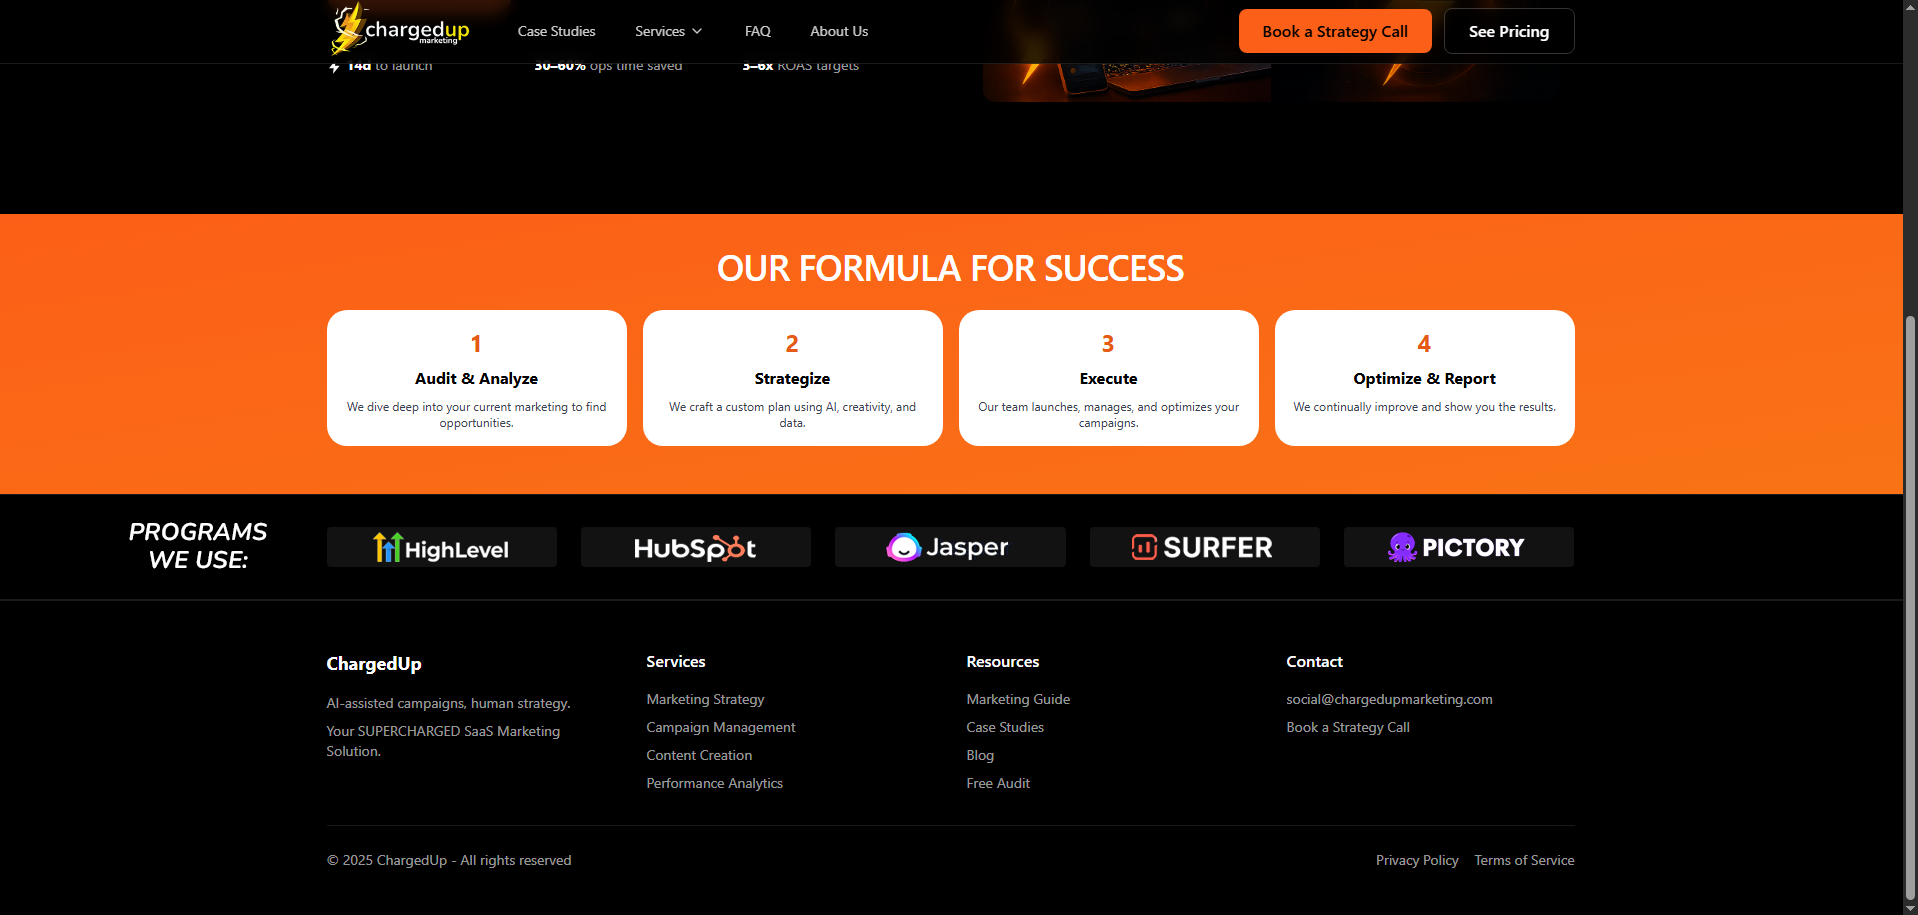 chargedup
marketing
Case Studies
Services
FAQ
About Us
Book a Strategy Call
See Pricing
14d to launch
30–60% ops time saved
3–6x ROAS targets
OUR FORMULA FOR SUCCESS
1
Audit & Analyze
We dive deep into your current marketing to find
opportunities.
2
Strategize
We craft a custom plan using AI, creativity, and
data.
3
Execute
Our team launches, manages, and optimizes your
campaigns.
4
Optimize & Report
We continually improve and show you the results.
PROGRAMS
WE USE:
HighLevel
HubSpot
Jasper
SURFER
PICTORY
ChargedUp
AI-assisted campaigns, human strategy.
Your SUPERCHARGED SaaS Marketing
Solution.
Services
Marketing Strategy
Campaign Management
Content Creation
Performance Analytics
Resources
Marketing Guide
Case Studies
Blog
Free Audit
Contact
social@chargedupmarketing.com
Book a Strategy Call
© 2025 ChargedUp - All rights reserved
Privacy Policy
Terms of Service